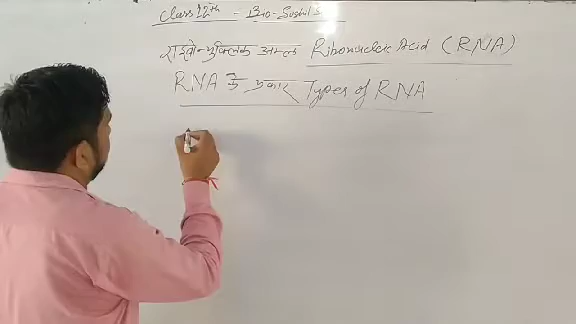 Class 12th - Bio - Sushil S
राइबो न्युक्लिक अम्ल Ribonucleic Acid (RNA)
RNA के प्रकार Types of RNA